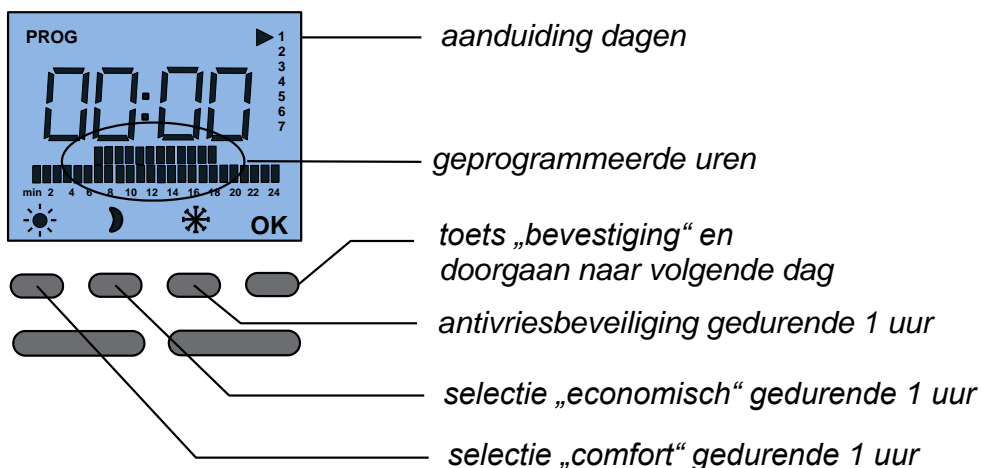 PROG
1
2
3
4
5
6
7
00:00
min 2 4 6 8 10 12 14 16 18 20 22 24
OK
aanduiding dagen
geprogrammeerde uren
toets „bevestiging“ en
doorgaan naar volgende dag
antivriesbeveiliging gedurende 1 uur
selectie „economisch“ gedurende 1 uur
selectie „comfort“ gedurende 1 uur